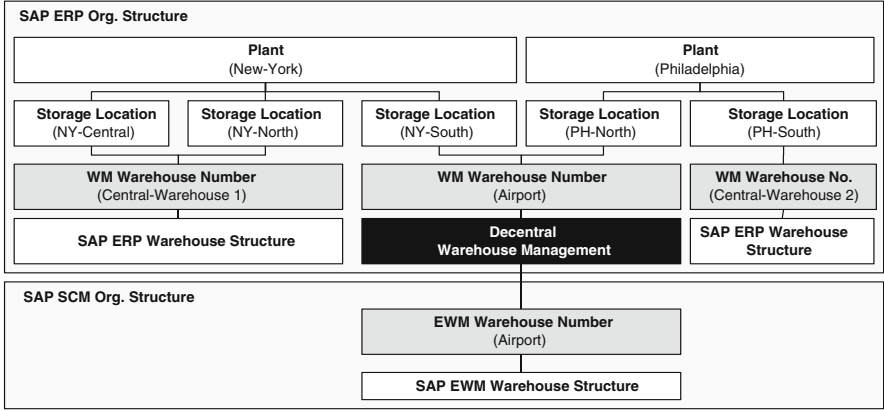 SAP ERP Org. Structure
Plant
(New-York)
Plant
(Philadelphia)
Storage Location
(NY-Central)
Storage Location
(NY-North)
Storage Location
(NY-South)
Storage Location
(PH-North)
Storage Location
(PH-South)
WM Warehouse Number
(Central-Warehouse 1)
WM Warehouse Number
(Airport)
WM Warehouse No.
(Central-Warehouse 2)
SAP ERP Warehouse Structure
Decentral
Warehouse Management
SAP ERP Warehouse
Structure
SAP SCM Org. Structure
EWM Warehouse Number
(Airport)
SAP EWM Warehouse Structure